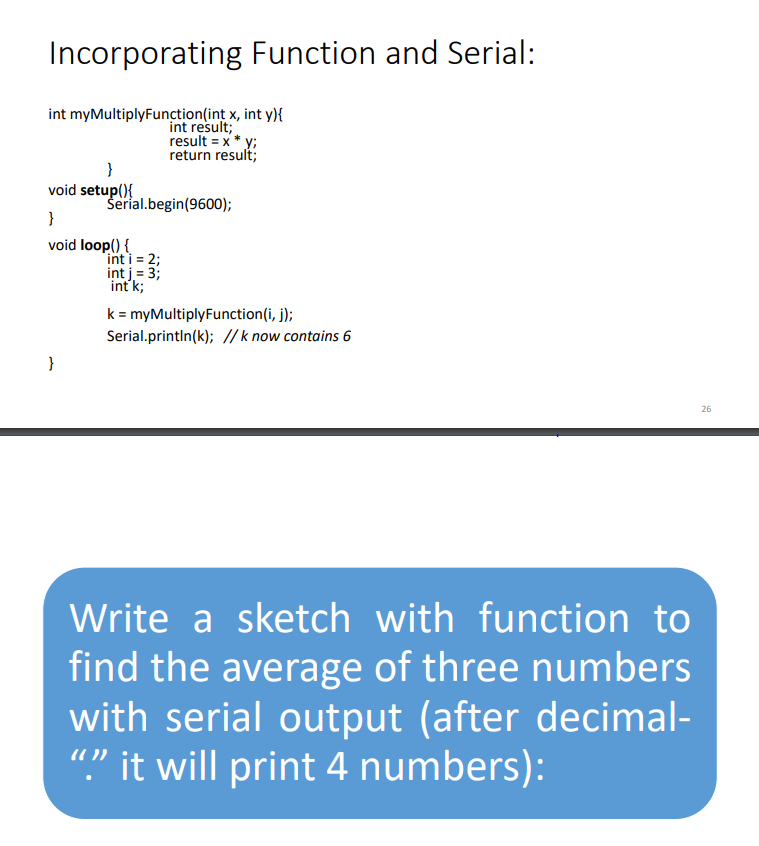 Incorporating Function and Serial:
int myMultiplyFunction(int x, int y){
int result;
result = x * y;
return result;
}
void setup(){
Serial.begin(9600);
}
void loop() {
int i = 2;
int j = 3;
int k;
k = myMultiplyFunction(i, j);
Serial.println(k); // k now contains 6
}
26
Write a sketch with function to
find the average of three numbers
with serial output (after decimal-
“.” it will print 4 numbers):